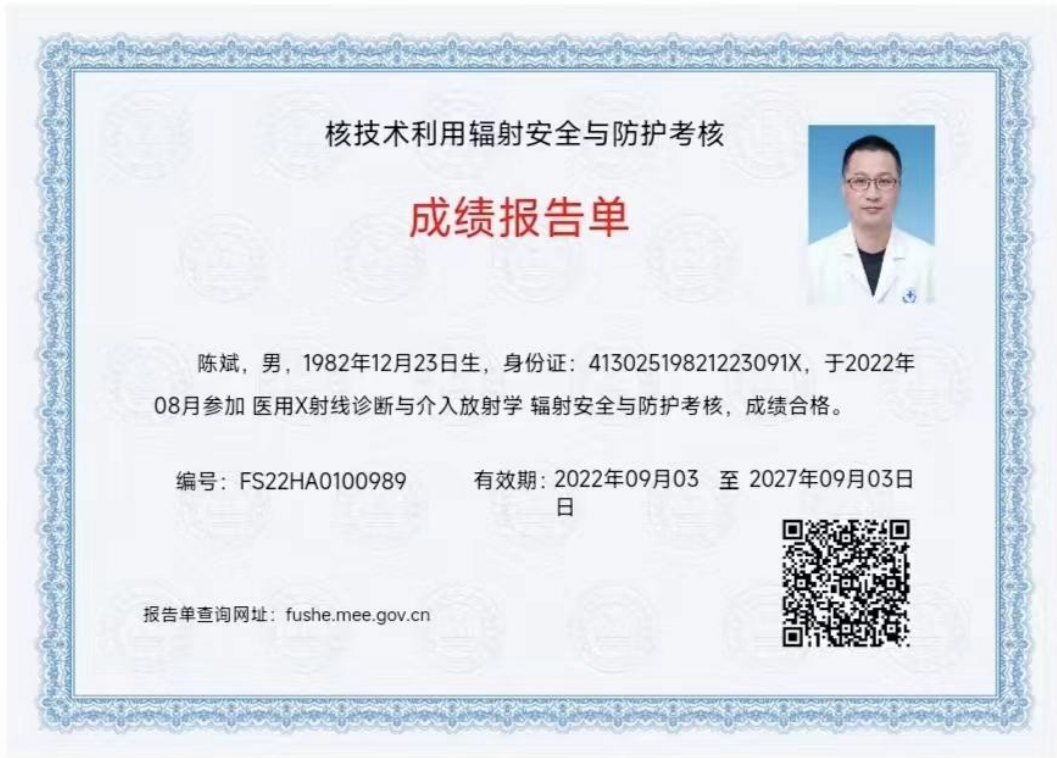 核技术利用辐射安全与防护考核
成绩报告单
陈斌，男，1982年12月23日生，身份证：41302519821223091X，于2022年
08月参加 医用X射线诊断与介入放射学 辐射安全与防护考核，成绩合格。
编号：FS22HA0100989 有效期：2022年09月03日 至 2027年09月03日
报告单查询网址：fushe.mee.gov.cn